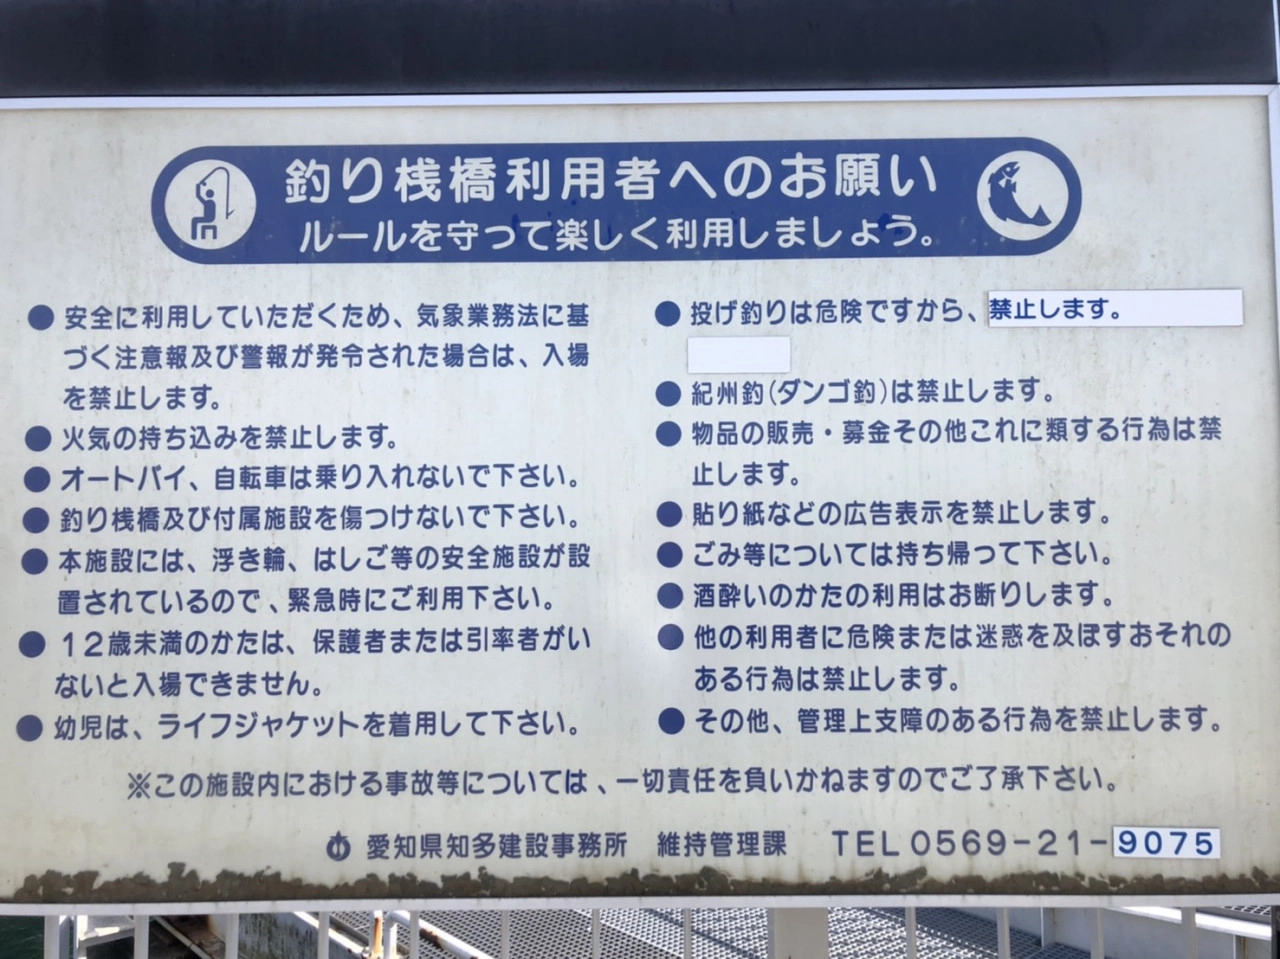 釣り桟橋利用者へのお願い
ルールを守って楽しく利用しましょう。
●安全に利用していただくため、気象業務法に基
づく注意報及び警報が発令された場合は、入場
を禁止します。
●火気の持ち込みを禁止します。
●オートバイ、自転車は乗り入れないで下さい。
●釣り桟橋及び付属施設を傷つけないで下さい。
●本施設には、浮き輪、はしご等の安全施設が設
置されているので、緊急時にご利用下さい。
●12歳未満のかたは、保護者または引率者がい
ないと入場できません。
●幼児は、ライフジャケットを着用して下さい。
●投げ釣りは危険ですから、禁止します。
●紀州釣(ダンゴ釣)は禁止します。
●物品の販売・募金その他これに類する行為は禁
止します。
●貼り紙などの広告表示を禁止します。
●ごみ等については持ち帰って下さい。
●酒酔いのかたの利用はお断りします。
●他の利用者に危険または迷惑を及ぼすおそれの
ある行為は禁止します。
●その他、管理上支障のある行為を禁止します。
※この施設内における事故等については、一切責任を負いかねますのでご了承下さい。
愛知県知多建設事務所　維持管理課　TEL 0569-21-9075